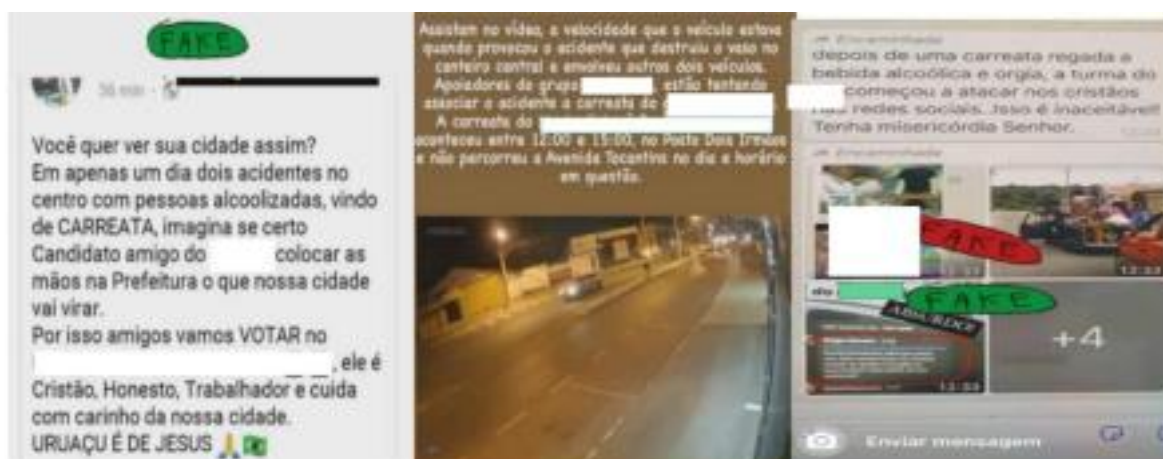 FAKE
36 min
Você quer ver sua cidade assim?
Em apenas um dia dois acidentes no
centro com pessoas alcoolizadas, vindo
de CARREATA, imagina se certo
Candidato amigo do colocar as
mãos na Prefeitura o que nossa cidade
vai virar.
Por isso amigos vamos VOTAR no
, ele é
Cristão, Honesto, Trabalhador e cuida
com carinho da nossa cidade.
URUAÇU É DE JESUS
Assistam no vídeo, a velocidade que o veículo estava
quando provocou o acidente que destruiu o vaso no
canteiro central e envolveu outros dois veículos.
Apoiadores do grupo estão tentando
associar o acidente a carreata do
A carreata do
aconteceu entre 12:00 e 15:00, no Posto Dois Irmãos
e não percorreu a Avenida Tocantins no dia e horário
em questão.
Encaminhada
depois de uma carreata regada a
bebida alcoólica e orgia, a turma do
começou a atacar nos cristãos
nas redes sociais. Isso é inaceitável!
Tenha misericórdia Senhor.
Encaminhada
FAKE
12:33
do
FAKE
+4
Enviar mensagem